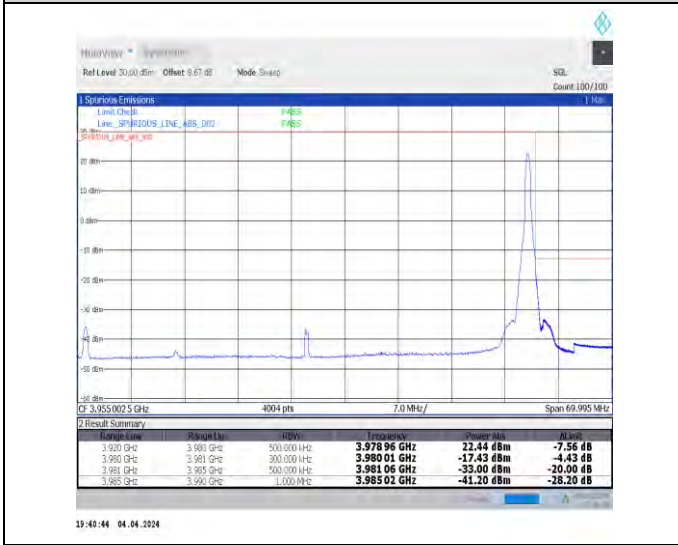 MultiView
Ref Level 30.00 dBm Offset 8.67 dB Mode Sweep SGL
Count 100/100
1 Spurious Emissions 1 Max
Limit Check PASS
Line _SPURIOUS_LINE_ABS_002 PASS
_SPURIOUS_LINE_ABS_002
20 dBm
10 dBm
0 dBm
-10 dBm
-20 dBm
-30 dBm
-40 dBm
-50 dBm
-60 dBm
CF 3.955 002 5 GHz 4004 pts 7.0 MHz/ Span 69.995 MHz
2 Result Summary
Range Low Range Up RBW Frequency Power Abs ΔLimit
3.920 GHz 3.980 GHz 500.000 kHz 3.978 96 GHz 22.44 dBm -7.56 dB
3.980 GHz 3.981 GHz 300.000 kHz 3.980 01 GHz -17.43 dBm -4.43 dB
3.981 GHz 3.985 GHz 500.000 kHz 3.981 06 GHz -33.00 dBm -20.00 dB
3.985 GHz 3.990 GHz 1.000 MHz 3.985 02 GHz -41.20 dBm -28.20 dB
19:40:44 04.04.2024